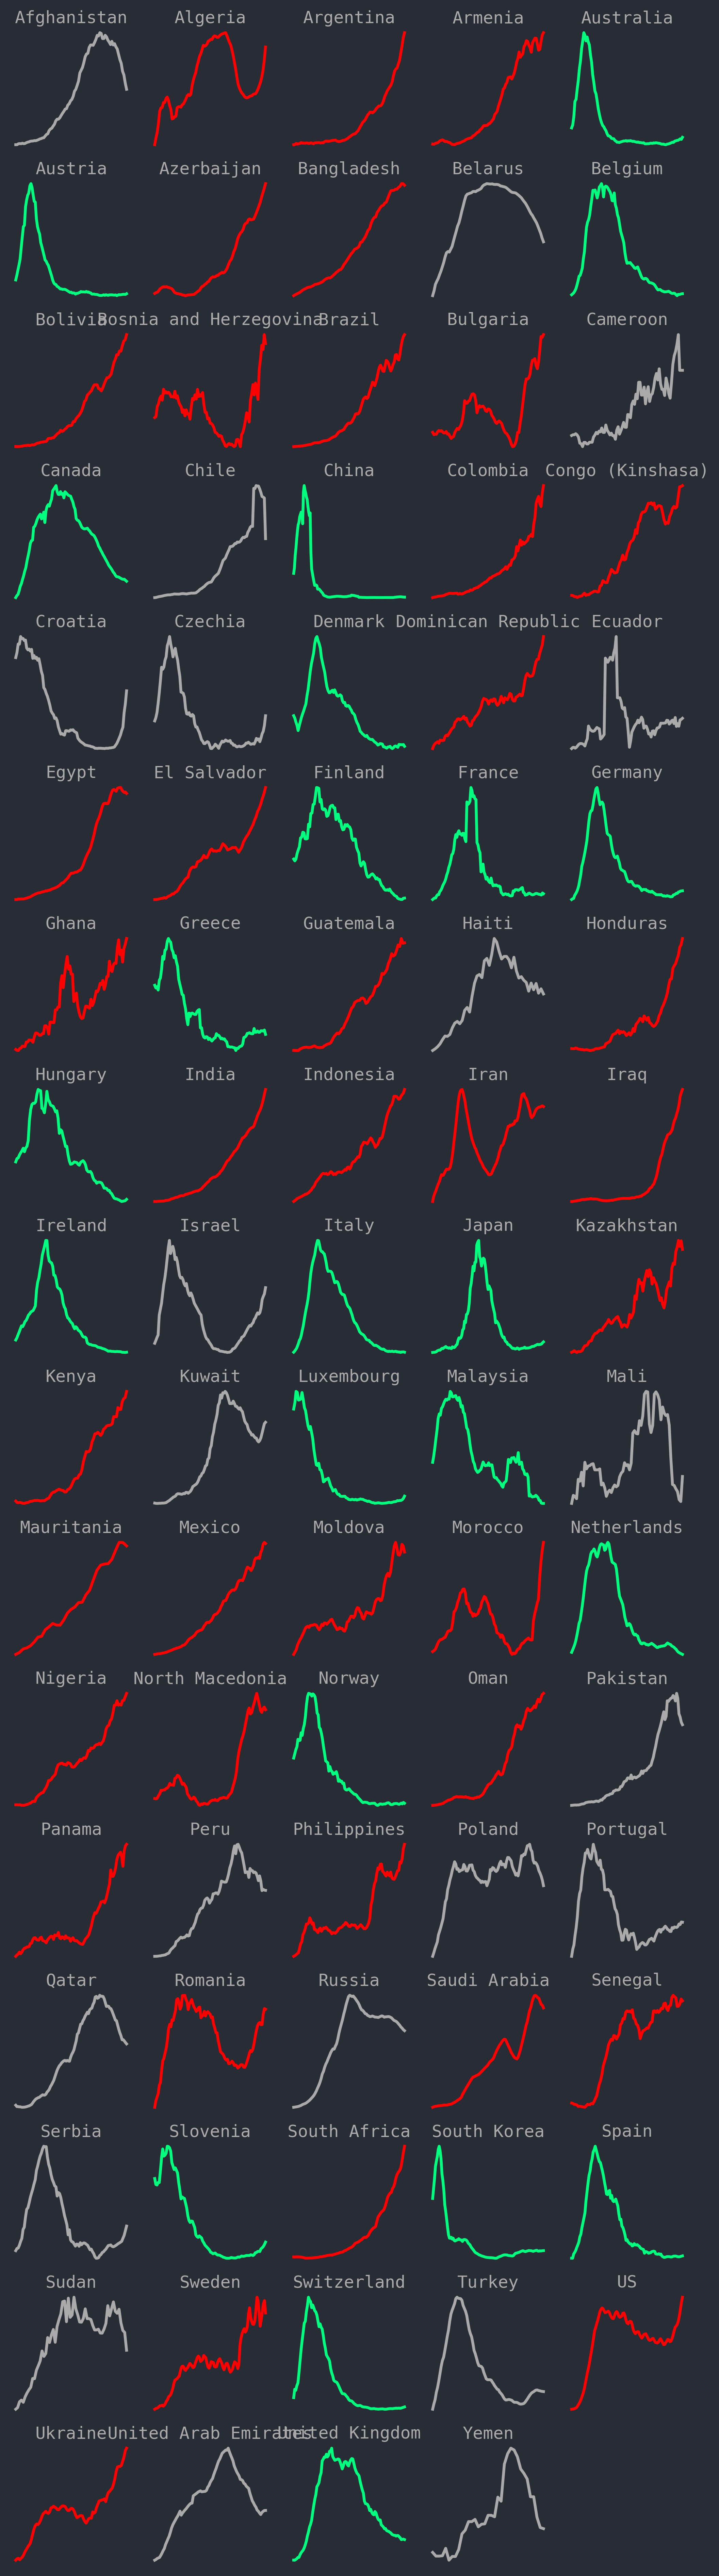 Afghanistan Algeria Argentina Armenia Australia
Austria Azerbaijan Bangladesh Belarus Belgium
Bolivia Bosnia and Herzegovina Brazil Bulgaria Cameroon
Canada Chile China Colombia Congo (Kinshasa)
Croatia Czechia Denmark Dominican Republic Ecuador
Egypt El Salvador Finland France Germany
Ghana Greece Guatemala Haiti Honduras
Hungary India Indonesia Iran Iraq
Ireland Israel Italy Japan Kazakhstan
Kenya Kuwait Luxembourg Malaysia Mali
Mauritania Mexico Moldova Morocco Netherlands
Nigeria North Macedonia Norway Oman Pakistan
Panama Peru Philippines Poland Portugal
Qatar Romania Russia Saudi Arabia Senegal
Serbia Slovenia South Africa South Korea Spain
Sudan Sweden Switzerland Turkey US
Ukraine United Arab Emirates United Kingdom Yemen